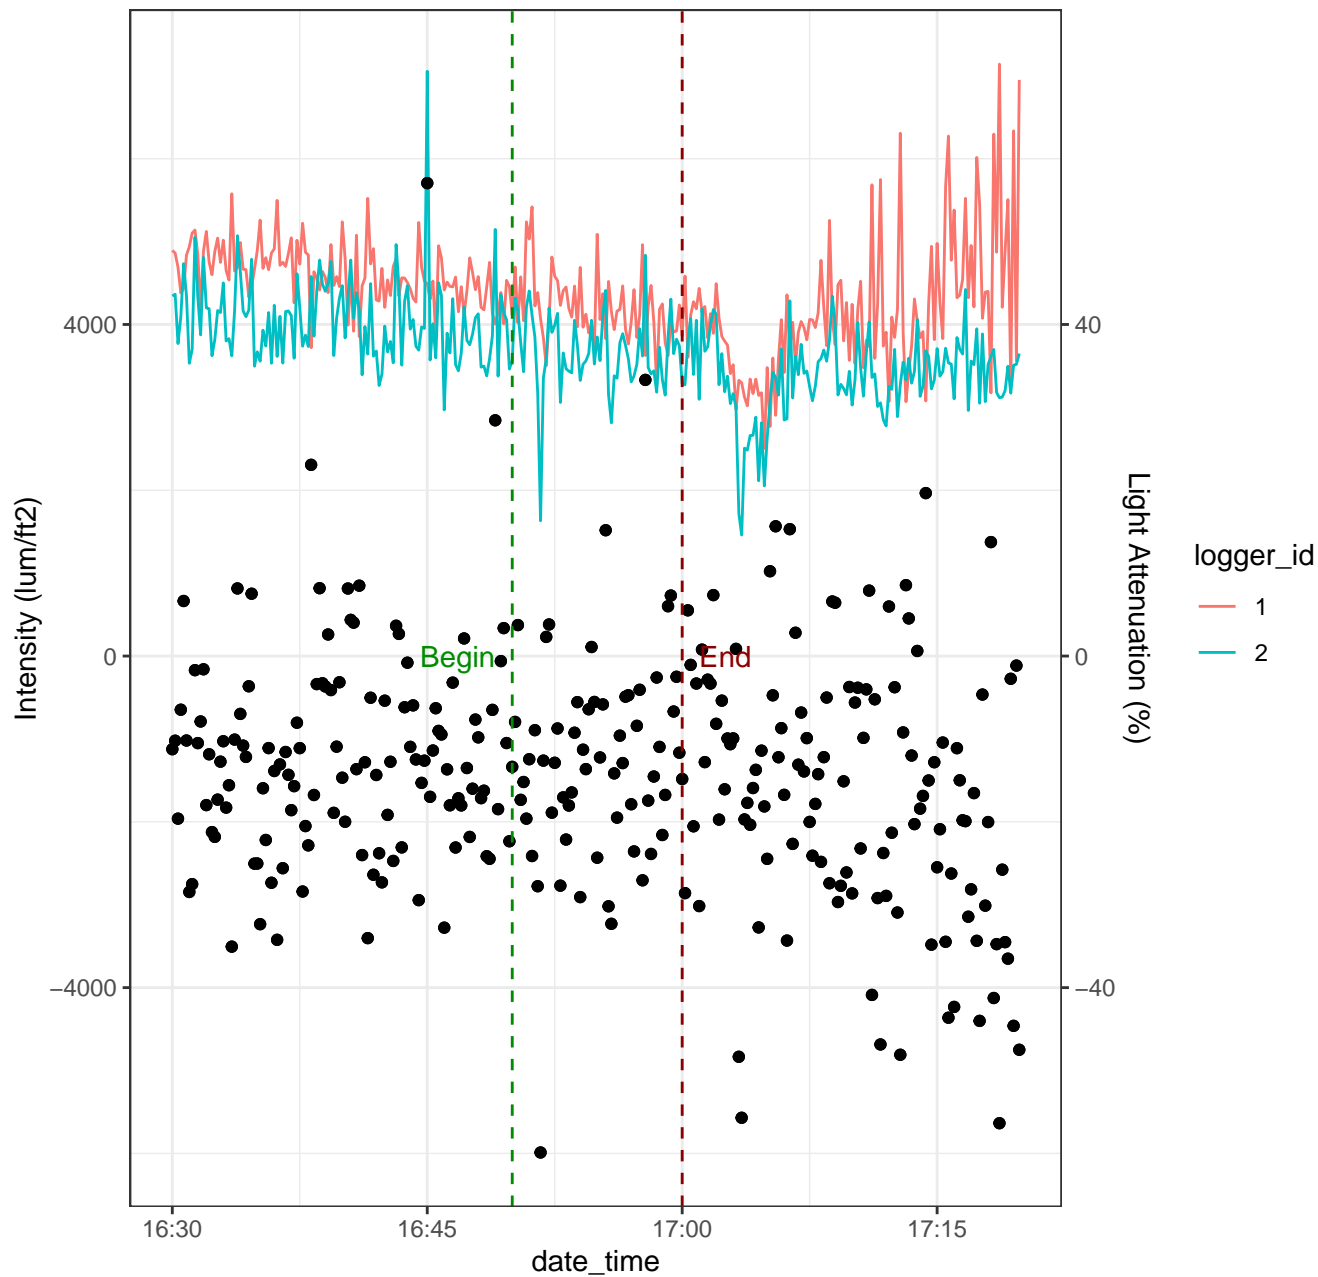 Intensity (lum/ft2)
4000
0
−4000
40
0
−40
Light Attenuation (%)
Begin
End
16:30
16:45
17:00
17:15
date_time
logger_id
1
2